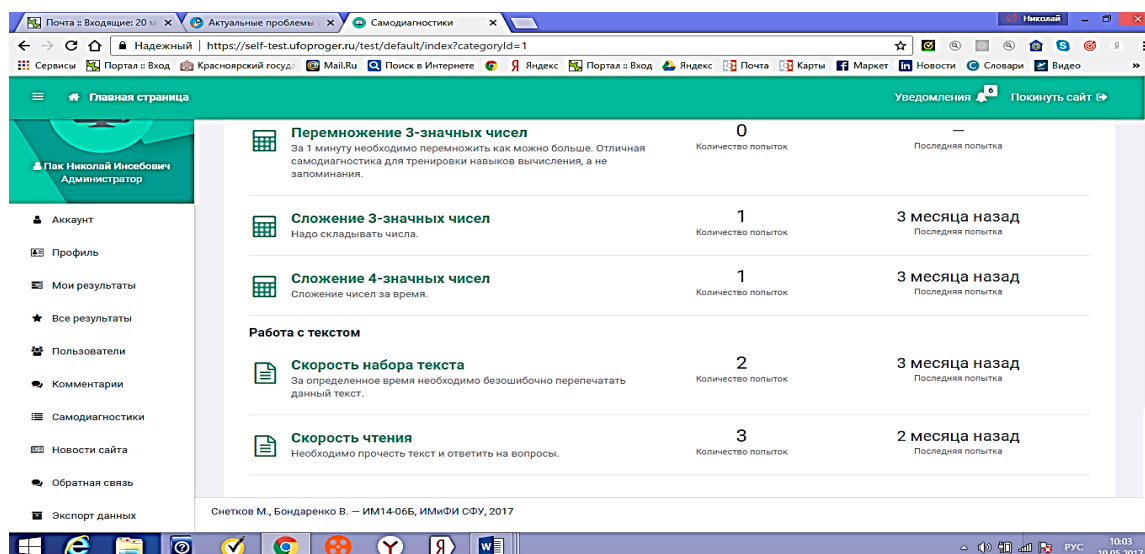 Почта :: Входящие: 20 м
Актуальные проблемы
Самодиагностики
Николай
Надежный
https://self-test.ufoproger.ru/test/default/index?categoryId=1
Сервисы Портал :: Вход Красноярский госуда Mail.Ru Поиск в Интернете Яндекс Портал :: Вход Яндекс Почта Карты Маркет Новости Словари Видео »
Главная страница
Уведомления 6 Покинуть сайт
Пак Николай Инсебович
Администратор
Аккаунт
Профиль
Мои результаты
Все результаты
Пользователи
Комментарии
Самодиагностики
Новости сайта
Обратная связь
Экспорт данных
Перемножение 3-значных чисел
За 1 минуту необходимо перемножить как можно больше. Отличная
самодиагностика для тренировки навыков вычисления, а не
запоминания.
0
Количество попыток
—
Последняя попытка
Сложение 3-значных чисел
Надо складывать числа.
1
Количество попыток
3 месяца назад
Последняя попытка
Сложение 4-значных чисел
Сложение чисел за время.
1
Количество попыток
3 месяца назад
Последняя попытка
Работа с текстом
Скорость набора текста
За определенное время необходимо безошибочно перепечатать
данный текст.
2
Количество попыток
3 месяца назад
Последняя попытка
Скорость чтения
Необходимо прочесть текст и ответить на вопросы.
3
Количество попыток
2 месяца назад
Последняя попытка
Снетков М., Бондаренко В. — ИМ14-06Б, ИМиФИ СФУ, 2017
РУС
10:03
19.05.2017